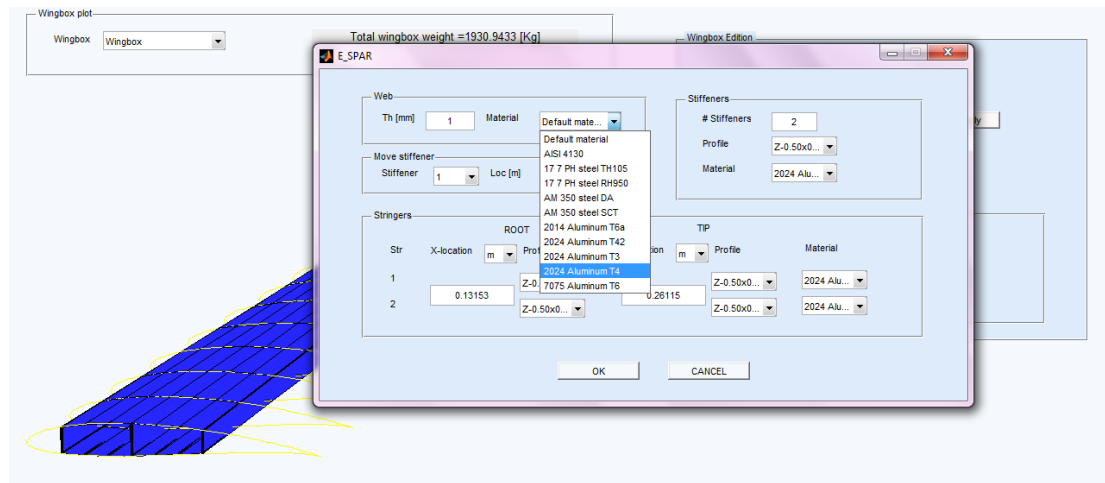 Wingbox plot
Wingbox Wingbox
Total wingbox weight =1930.9433 [Kg]
Wingbox Edition
E_SPAR
Web
Th [mm] 1 Material Default mate...
Default material
AISI 4130
17 7 PH steel TH105
17 7 PH steel RH950
AM 350 steel DA
AM 350 steel SCT
2014 Aluminum T6a
2024 Aluminum T42
2024 Aluminum T3
2024 Aluminum T4
7075 Aluminum T6
Move stiffener
Stiffener 1 Loc [m]
Stiffeners
# Stiffeners 2
Profile Z-0.50x0...
Material 2024 Alu...
Stringers
ROOT TIP
Str X-location m m Profile Material
1 Z-0.50x0... 2024 Alu...
0.13153 0.26115
2 Z-0.50x0... Z-0.50x0... 2024 Alu...
OK CANCEL